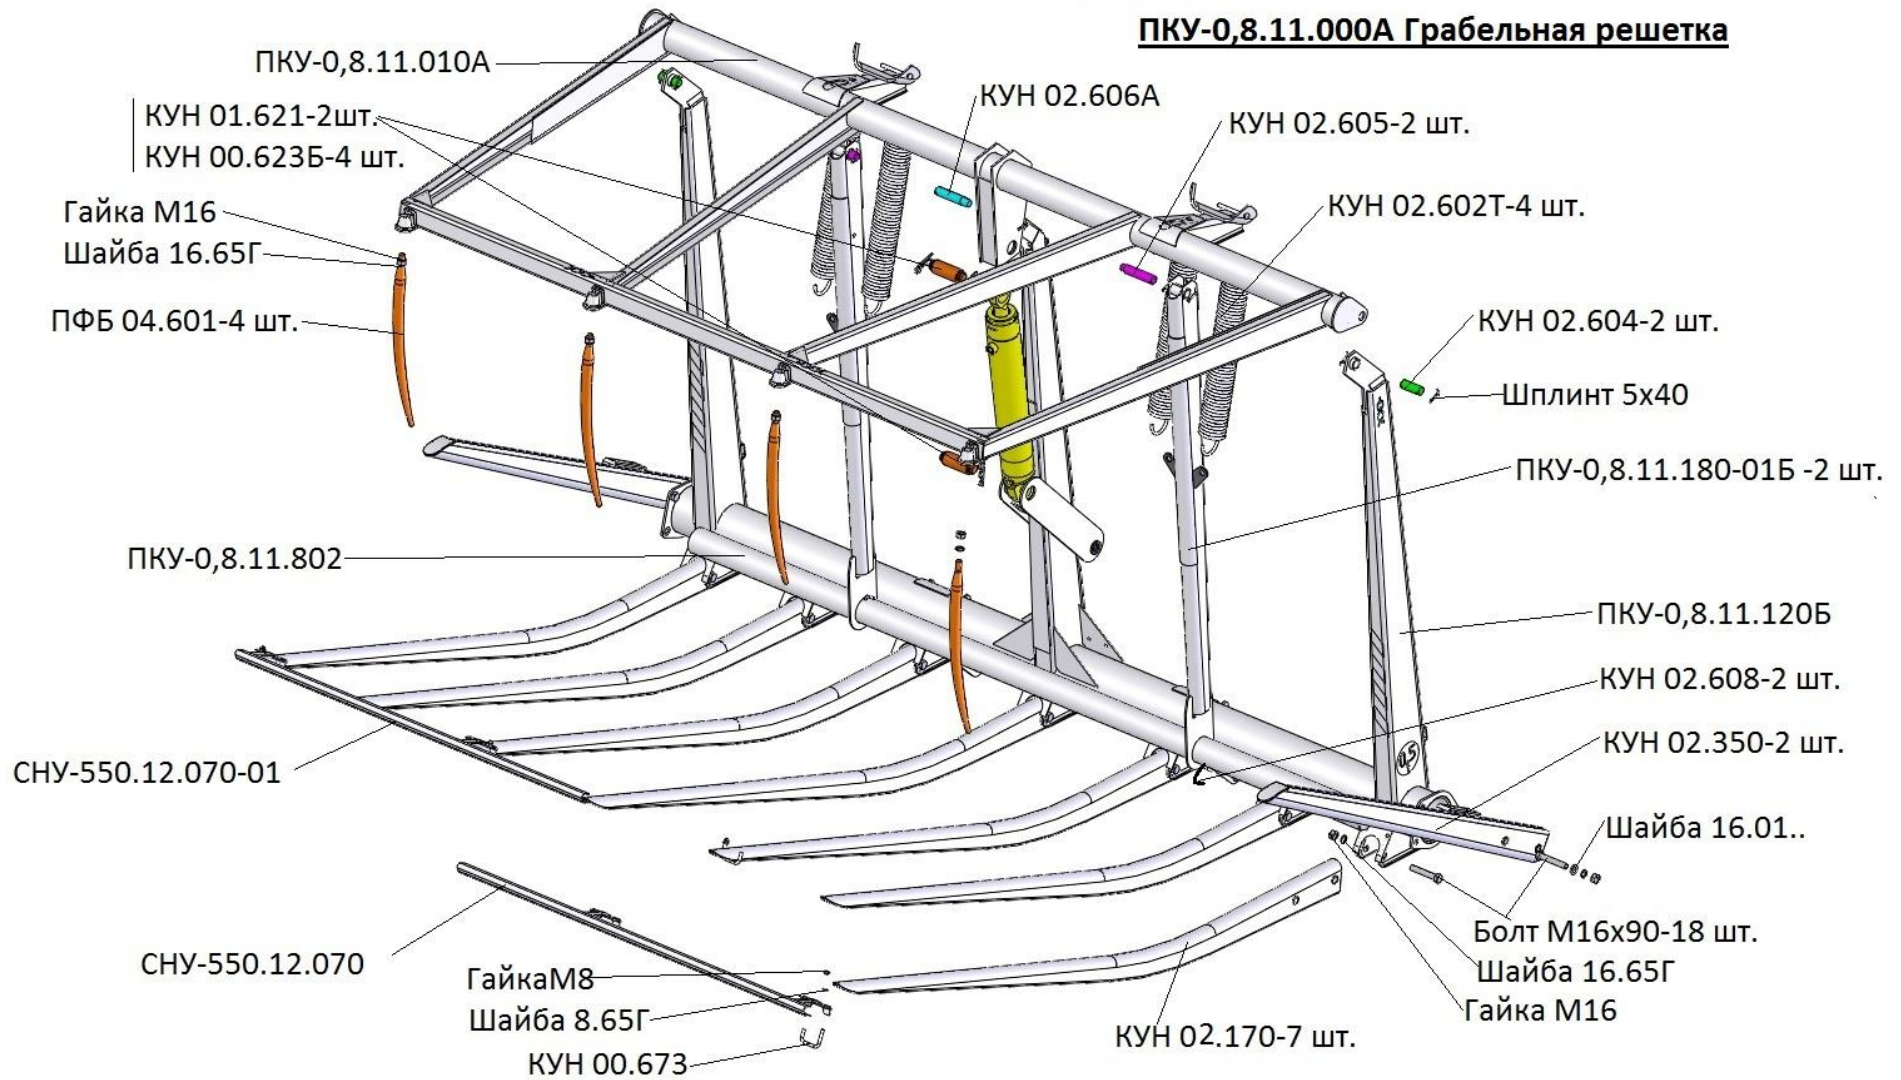 ПКУ-0,8.11.000А Грабельная решетка
ПКУ-0,8.11.010А
КУН 01.621-2шт.
КУН 00.623Б-4 шт.
Гайка М16
Шайба 16.65Г
ПФБ 04.601-4 шт.
КУН 02.606А
КУН 02.605-2 шт.
КУН 02.602Т-4 шт.
КУН 02.604-2 шт.
Шплинт 5х40
ПКУ-0,8.11.180-01Б -2 шт.
ПКУ-0,8.11.802
ПКУ-0,8.11.120Б
КУН 02.608-2 шт.
КУН 02.350-2 шт.
0,5
СНУ-550.12.070-01
Шайба 16.01..
Болт М16х90-18 шт.
Шайба 16.65Г
Гайка М16
СНУ-550.12.070
ГайкаМ8
Шайба 8.65Г
КУН 00.673
КУН 02.170-7 шт.